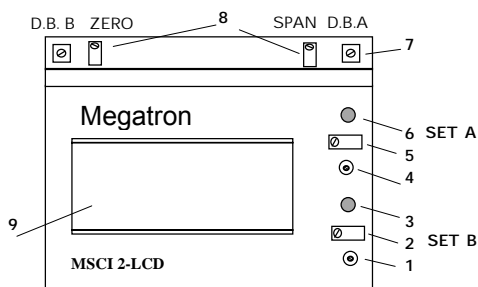 8
D.B. B ZERO SPAN D.B.A
7
Megatron
6 SET A
5
4
3
9
2 SET B
MSCI 2-LCD
1